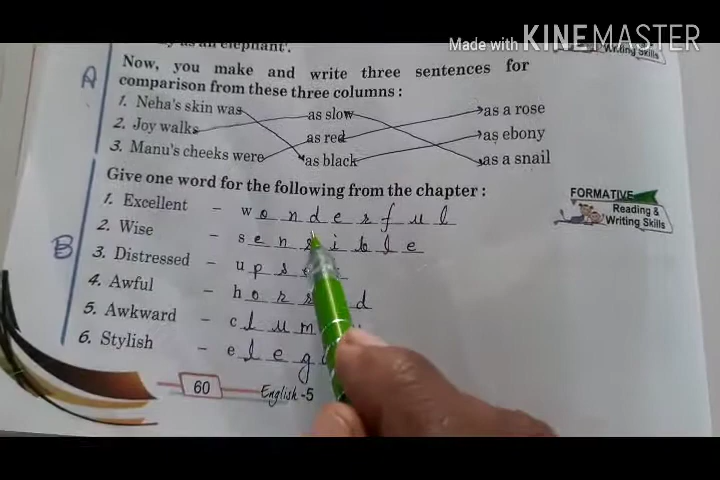 Made with KINEMASTER
as an elephant'.
Writing Skills
Now, you make and write three sentences for
comparison from these three columns :
A
1. Neha's skin was as slow as a rose
2. Joy walks as red as ebony
3. Manu's cheeks were as black as a snail
Give one word for the following from the chapter :
FORMATIVE
Reading &
Writing Skills
B
1. Excellent – wonderful
2. Wise – sensible
3. Distressed – ups
4. Awful – hor
5. Awkward – clum
6. Stylish – eleg
60
English-5